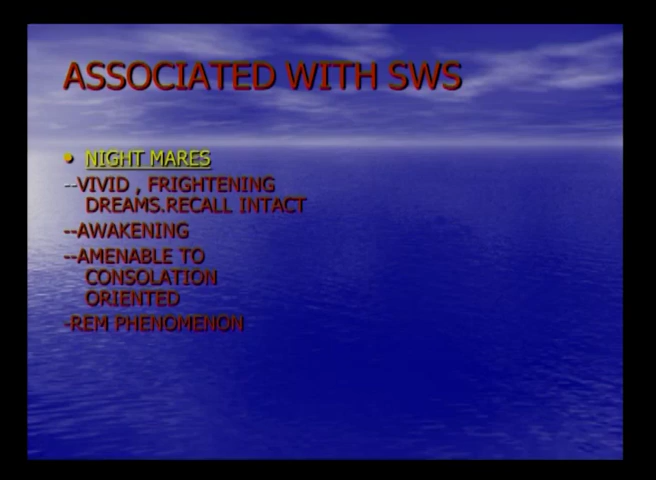 ASSOCIATED WITH SWS
• NIGHT MARES
--VIVID , FRIGHTENING
DREAMS.RECALL INTACT
--AWAKENING
--AMENABLE TO
CONSOLATION
ORIENTED
-REM PHENOMENON